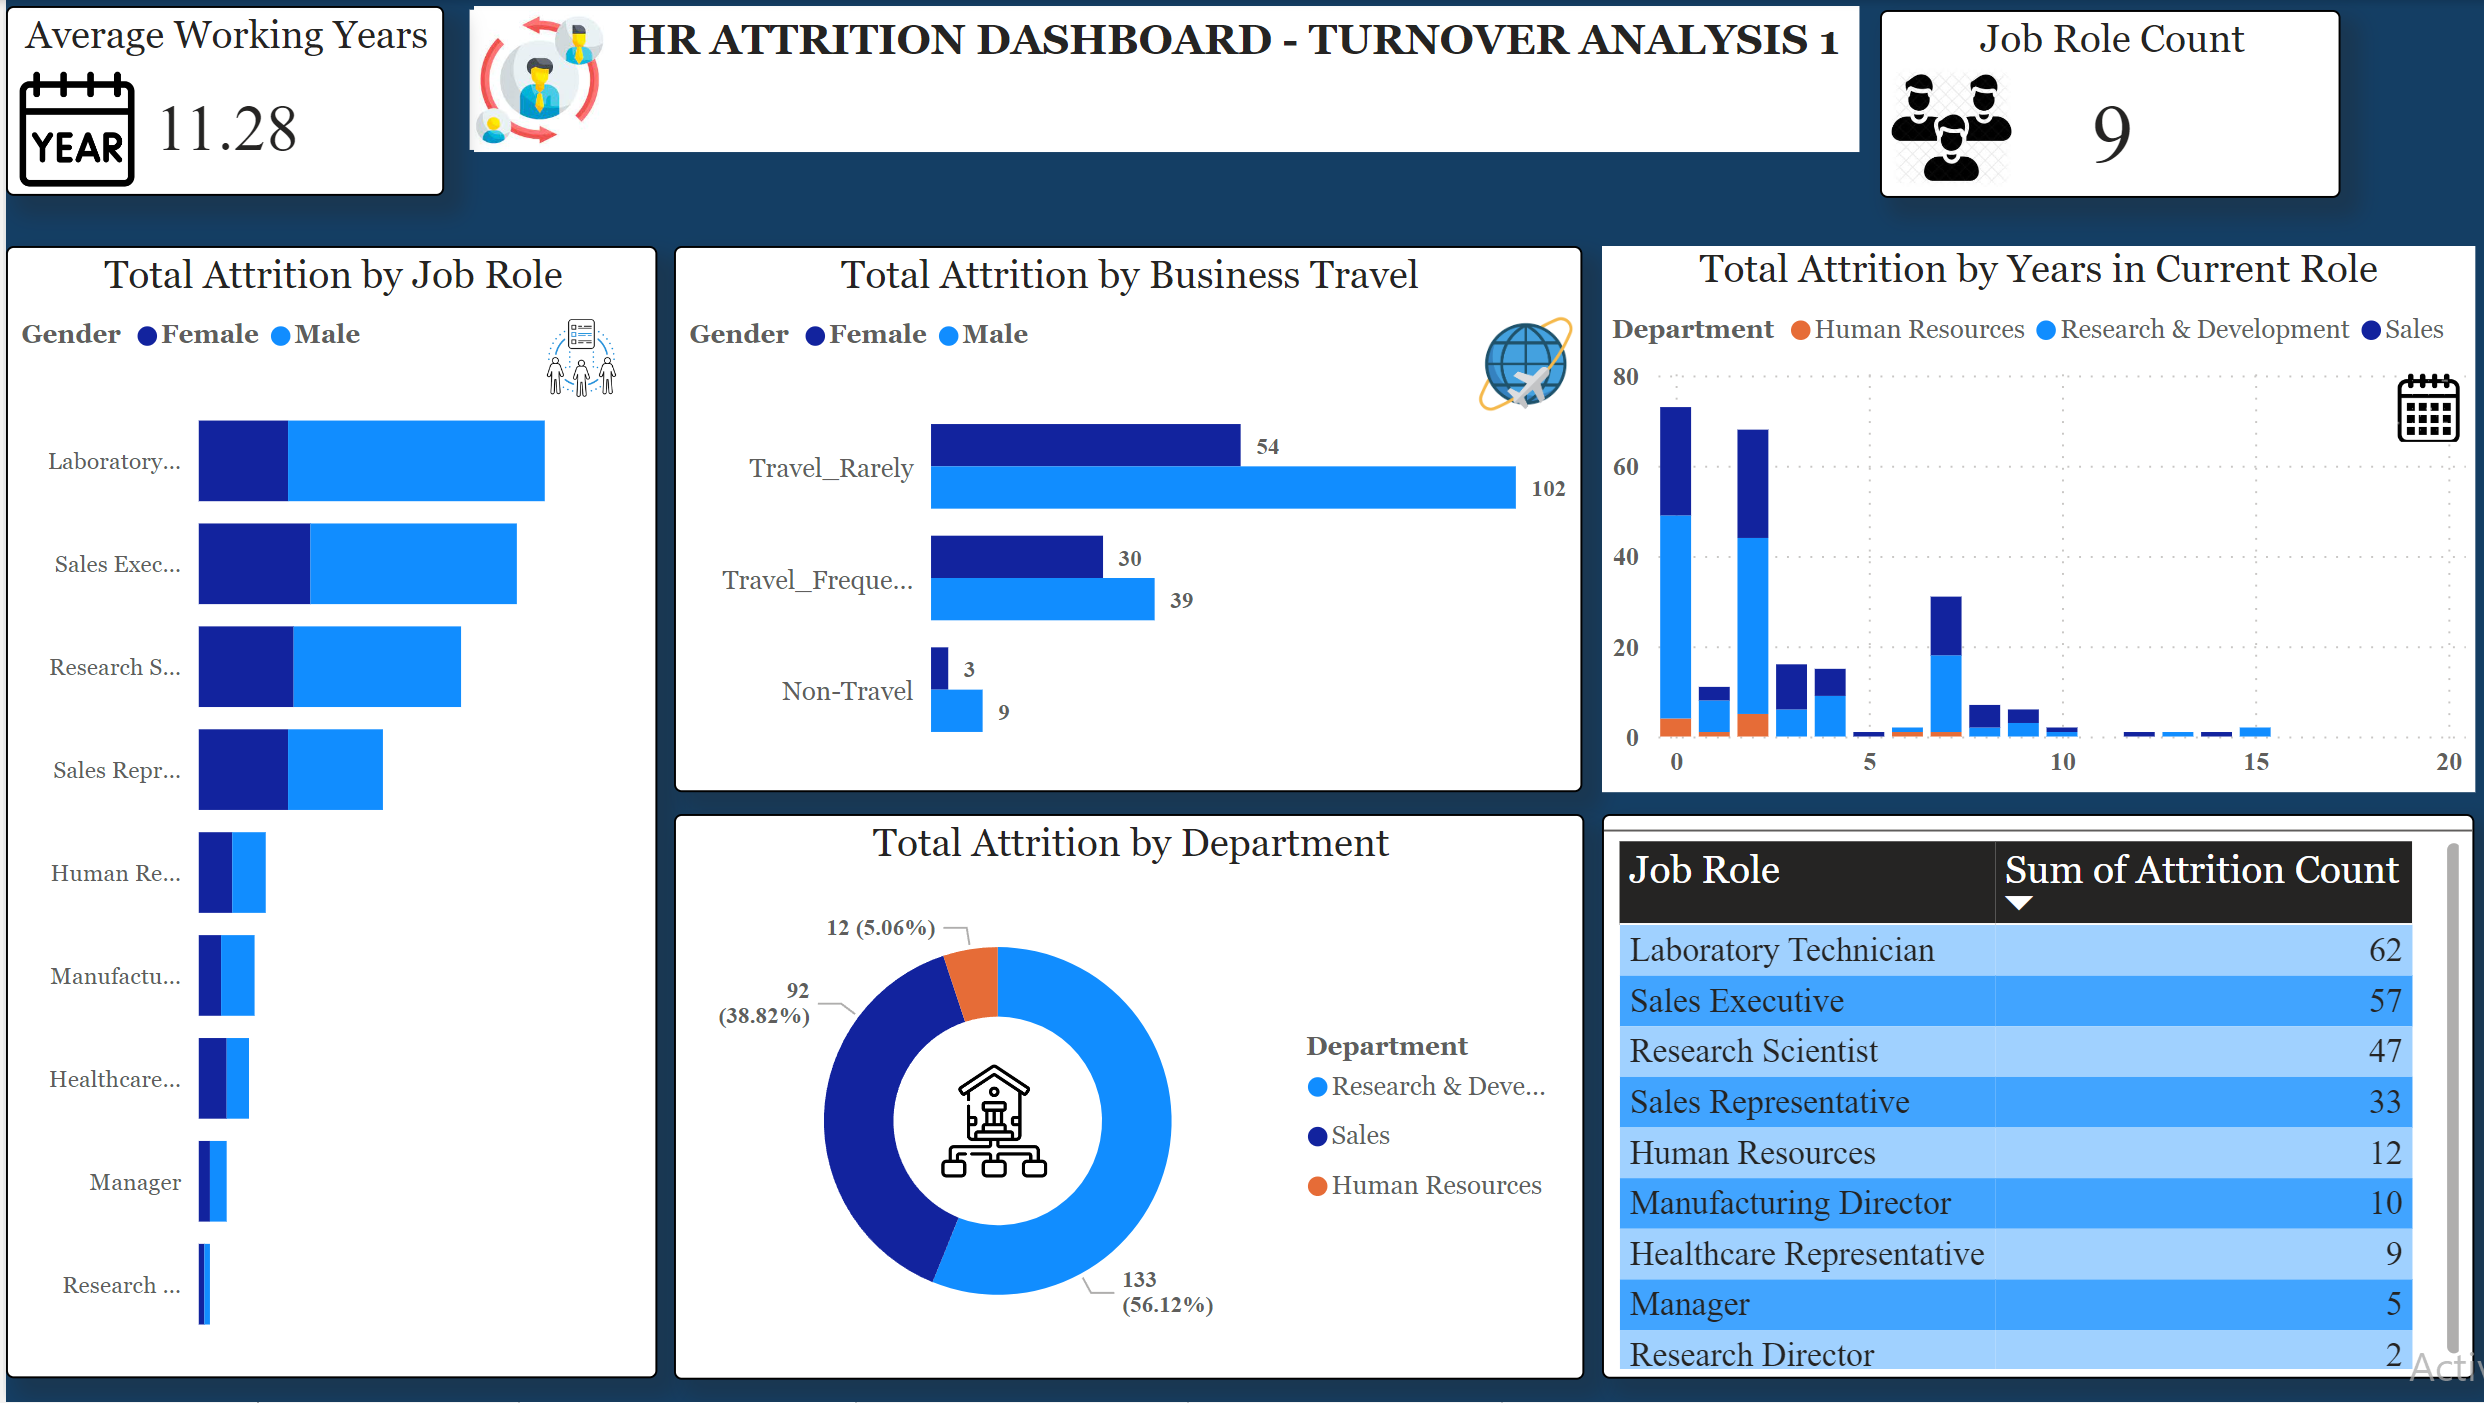 Average Working Years
YEAR
11.28
HR ATTRITION DASHBOARD - TURNOVER ANALYSIS 1
Job Role Count
9
Total Attrition by Job Role
Gender Female Male
Laboratory...
Sales Exec...
Research S...
Sales Repr...
Human Re...
Manufactu...
Healthcare...
Manager
Research ...
Total Attrition by Business Travel
Gender Female Male
Travel_Rarely
54
102
Travel_Freque...
30
39
Non-Travel
3
9
Total Attrition by Years in Current Role
Department Human Resources Research & Development Sales
80
60
40
20
0
0 5 10 15 20
Total Attrition by Department
12 (5.06%)
92
(38.82%)
133
(56.12%)
Department
Research & Deve...
Sales
Human Resources
Job Role Sum of Attrition Count
Laboratory Technician 62
Sales Executive 57
Research Scientist 47
Sales Representative 33
Human Resources 12
Manufacturing Director 10
Healthcare Representative 9
Manager 5
Research Director 2